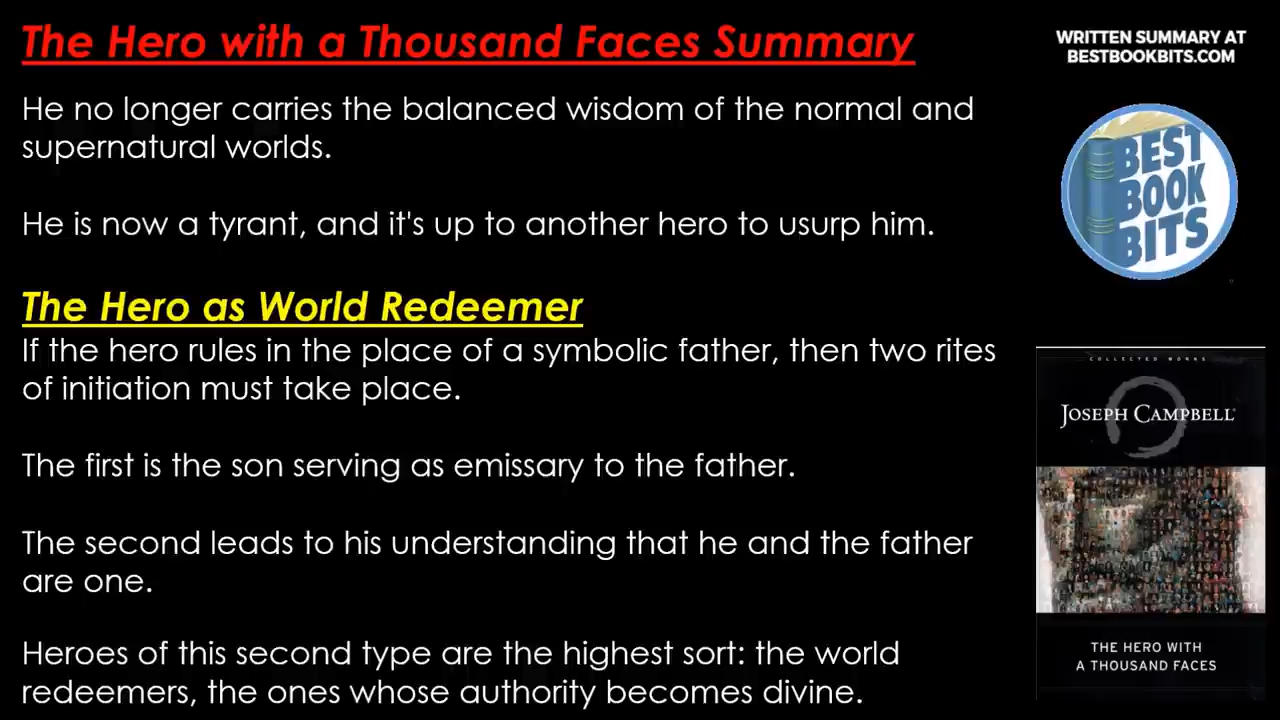 The Hero with a Thousand Faces Summary
He no longer carries the balanced wisdom of the normal and
supernatural worlds.
He is now a tyrant, and it's up to another hero to usurp him.
The Hero as World Redeemer
If the hero rules in the place of a symbolic father, then two rites
of initiation must take place.
The first is the son serving as emissary to the father.
The second leads to his understanding that he and the father
are one.
Heroes of this second type are the highest sort: the world
redeemers, the ones whose authority becomes divine.
WRITTEN SUMMARY AT
BESTBOOKBITS.COM
BEST
BOOK
BITS
COLLECTED WORKS
JOSEPH CAMPBELL
THE HERO WITH
A THOUSAND FACES